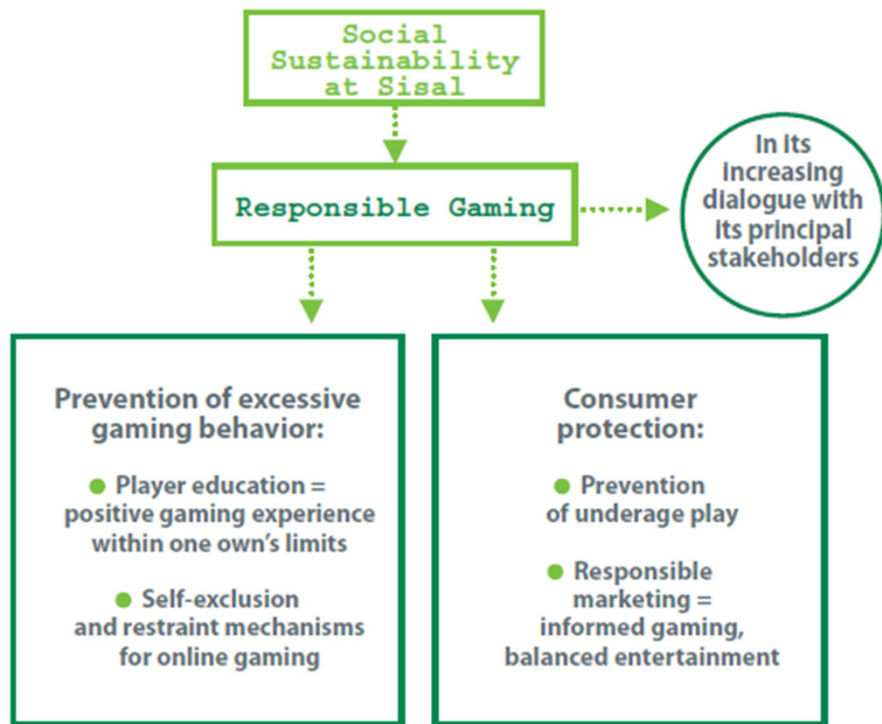 Social
Sustainability
at Sisal
Responsible Gaming
In its
increasing
dialogue with
its principal
stakeholders
Prevention of excessive
gaming behavior:
● Player education =
positive gaming experience
within one own's limits
● Self-exclusion
and restraint mechanisms
for online gaming
Consumer
protection:
● Prevention
of underage play
● Responsible
marketing =
informed gaming,
balanced entertainment